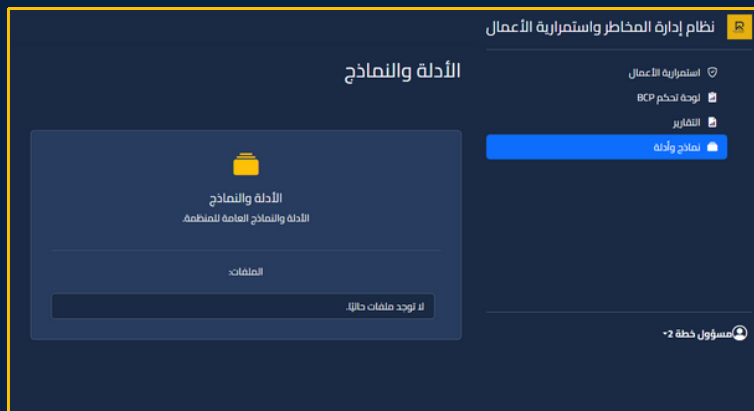 نظام إدارة المخاطر واستمرارية الأعمال
استمرارية الأعمال
لوحة تحكم BCP
التقارير
نماذج وأدلة
مسؤول خطة 2
الأدلة والنماذج
الأدلة والنماذج
الأدلة والنماذج العامة للمنظمة.
الملفات:
لا توجد ملفات حاليًا.